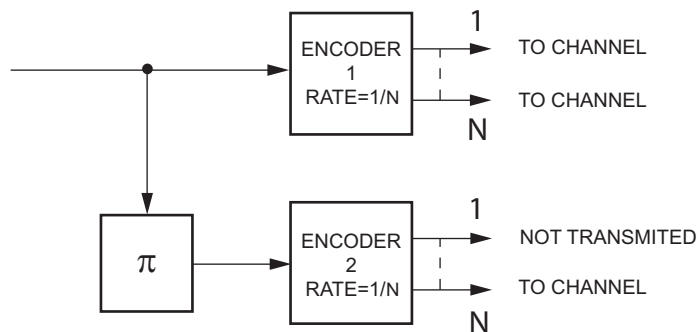 1
ENCODER
TO CHANNEL
1
RATE=1/N
TO CHANNEL
N
1
ENCODER
NOT TRANSMITED
π
2
RATE=1/N
TO CHANNEL
N